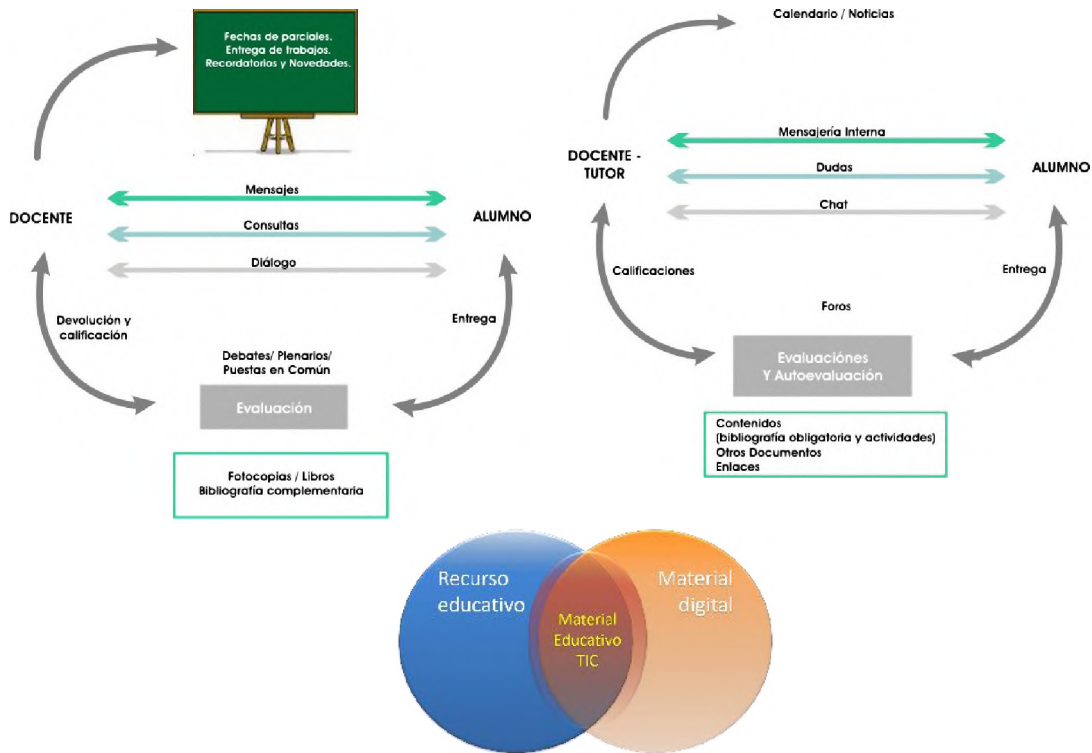 Fechas de parciales.
Entrega de trabajos.
Recordatorios y Novedades.
Mensajes
DOCENTE
ALUMNO
Consultas
Diálogo
Devolución y
calificación
Entrega
Debates/ Plenarios/
Puestas en Común
Evaluación
Fotocopias / Libros
Bibliografía complementaria
Calendario / Noticias
Mensajería Interna
DOCENTE -
TUTOR
Dudas
ALUMNO
Chat
Calificaciones
Entrega
Foros
Evaluaciónes
Y Autoevaluación
Contenidos
(bibliografía obligatoria y actividades)
Otros Documentos
Enlaces
Recurso
educativo
Material
Educativo
TIC
Material
digital